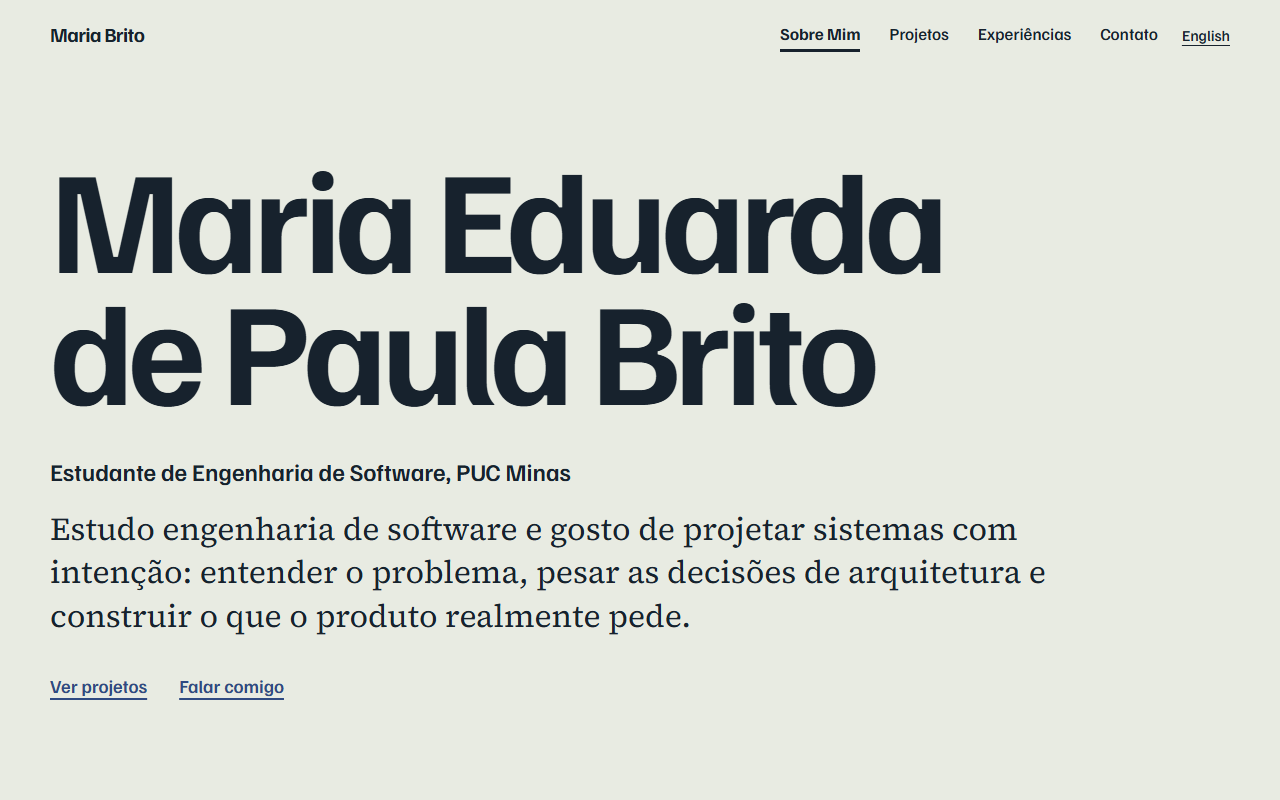 Maria Brito
Sobre Mim Projetos Experiências Contato English
Maria Eduarda
de Paula Brito
Estudante de Engenharia de Software, PUC Minas
Estudo engenharia de software e gosto de projetar sistemas com
intenção: entender o problema, pesar as decisões de arquitetura e
construir o que o produto realmente pede.
Ver projetos Falar comigo